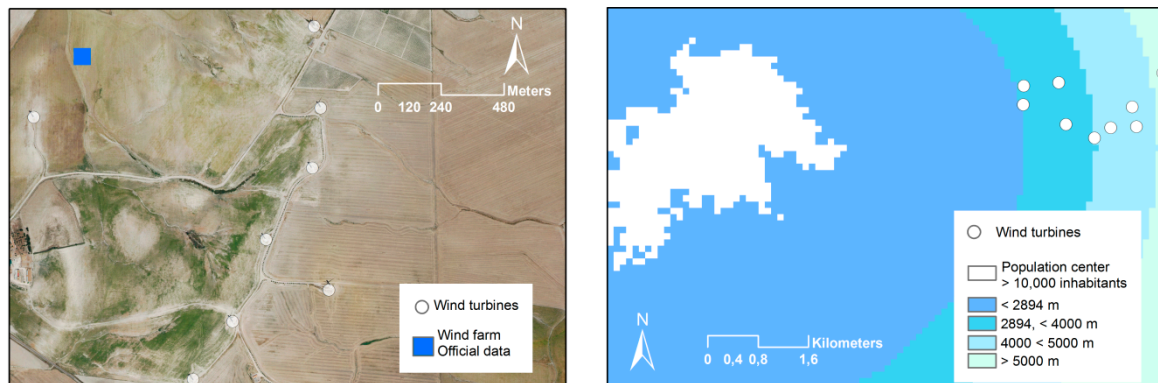 N
Meters
0 120 240 480
Wind turbines
Wind farm
Official data
Wind turbines
Population center
> 10,000 inhabitants
< 2894 m
2894, < 4000 m
4000 < 5000 m
> 5000 m
N
Kilometers
0 0,4 0,8 1,6